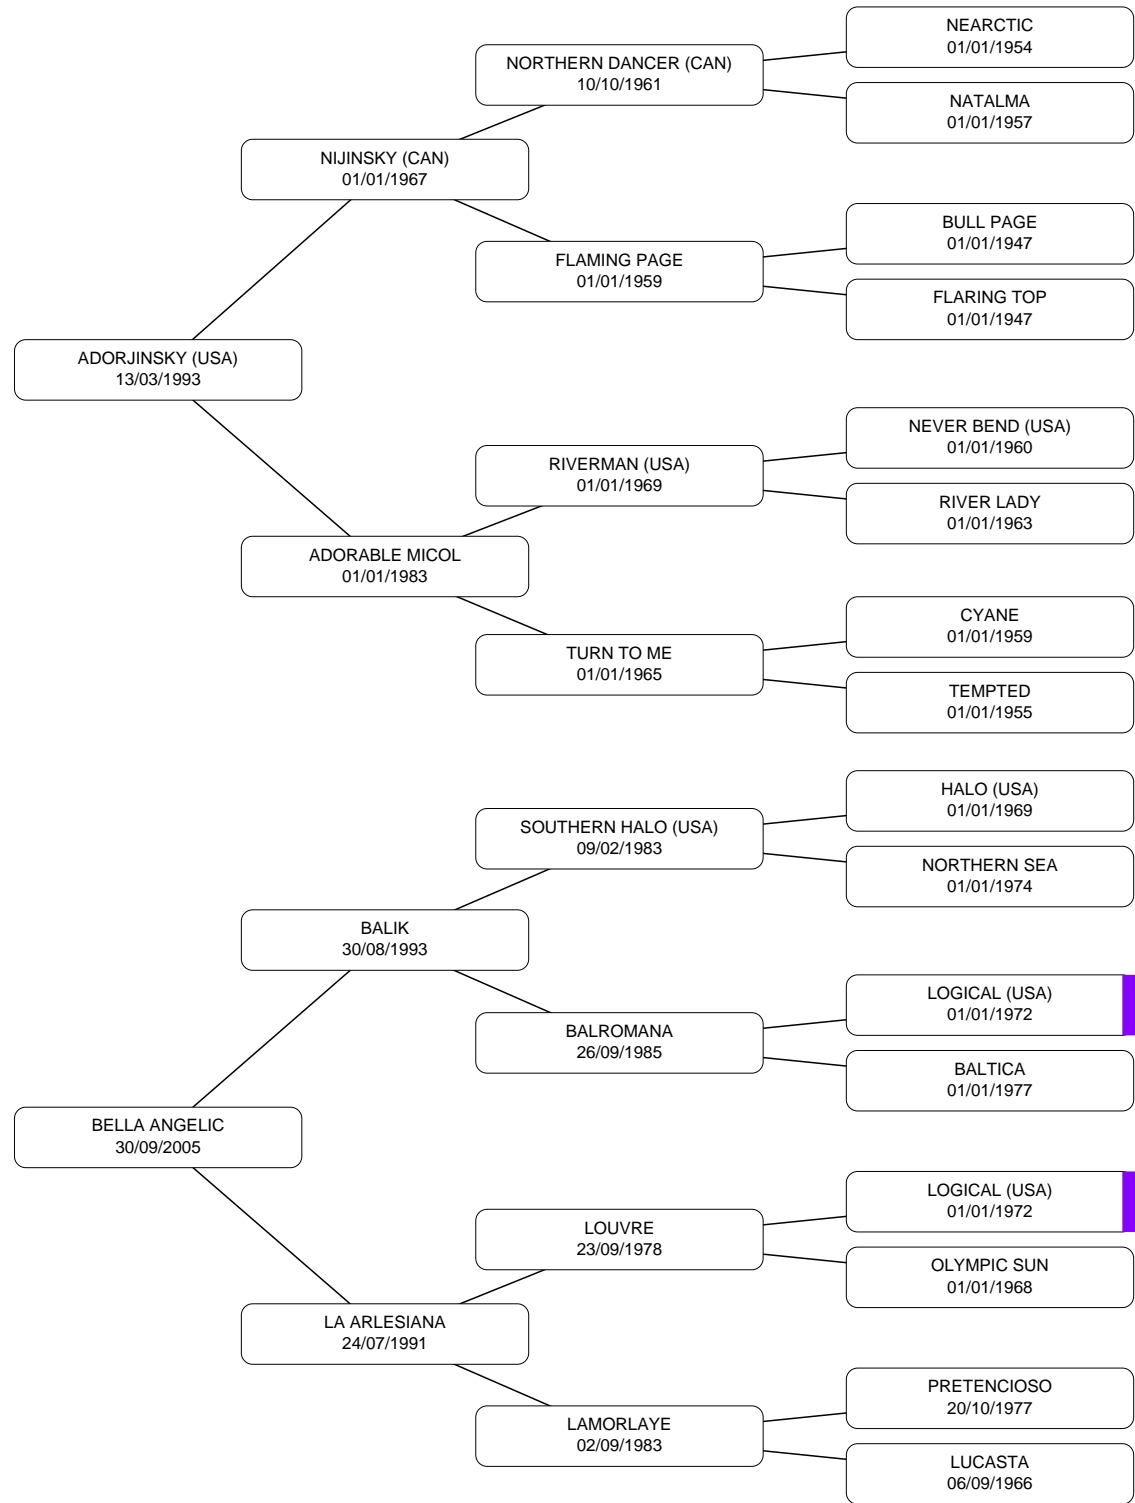 NEARCTIC
01/01/1954
NORTHERN DANCER (CAN)
10/10/1961
NATALMA
01/01/1957
NIJINSKY (CAN)
01/01/1967
BULL PAGE
01/01/1947
FLAMING PAGE
01/01/1959
FLARING TOP
01/01/1947
ADORJINSKY (USA)
13/03/1993
NEVER BEND (USA)
01/01/1960
RIVERMAN (USA)
01/01/1969
RIVER LADY
01/01/1963
ADORABLE MICOL
01/01/1983
CYANE
01/01/1959
TURN TO ME
01/01/1965
TEMPTED
01/01/1955
HALO (USA)
01/01/1969
SOUTHERN HALO (USA)
09/02/1983
NORTHERN SEA
01/01/1974
BALIK
30/08/1993
LOGICAL (USA)
01/01/1972
BALROMANA
26/09/1985
BALTICA
01/01/1977
BELLA ANGELIC
30/09/2005
LOGICAL (USA)
01/01/1972
LOUVRE
23/09/1978
OLYMPIC SUN
01/01/1968
LA ARLESIANA
24/07/1991
PRETENCIOSO
20/10/1977
LAMORLAYE
02/09/1983
LUCASTA
06/09/1966